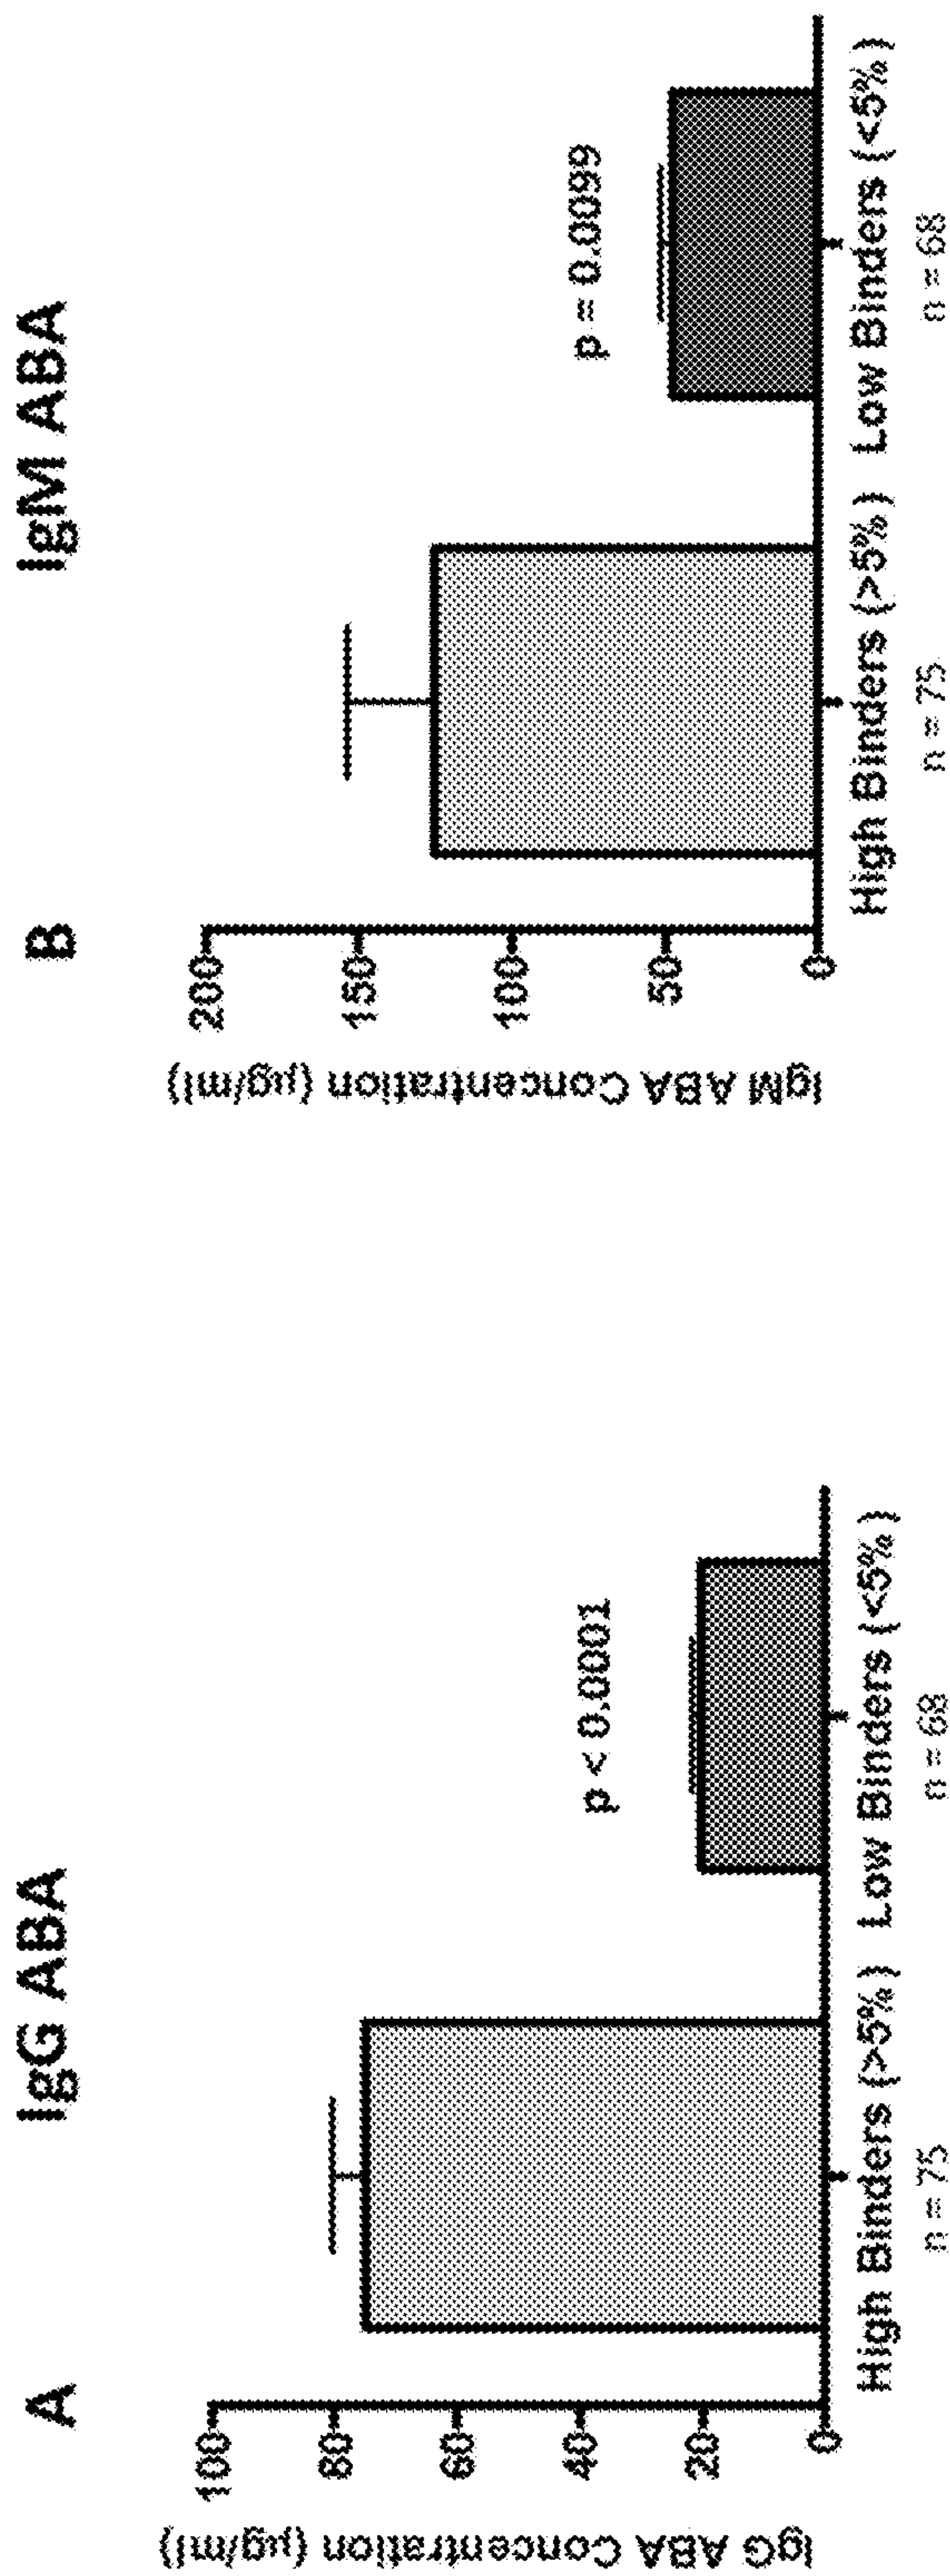 A
IgG ABA
IgG ABA Concentration (μg/ml)
100
80
60
40
20
0
p < 0.0001
High Binders (>5%)
Low Binders (<5%)
n = 75
n = 68
B
IgM ABA
IgM ABA Concentration (μg/ml)
200
150
100
50
0
p = 0.0099
High Binders (>5%)
Low Binders (<5%)
n = 75
n = 68